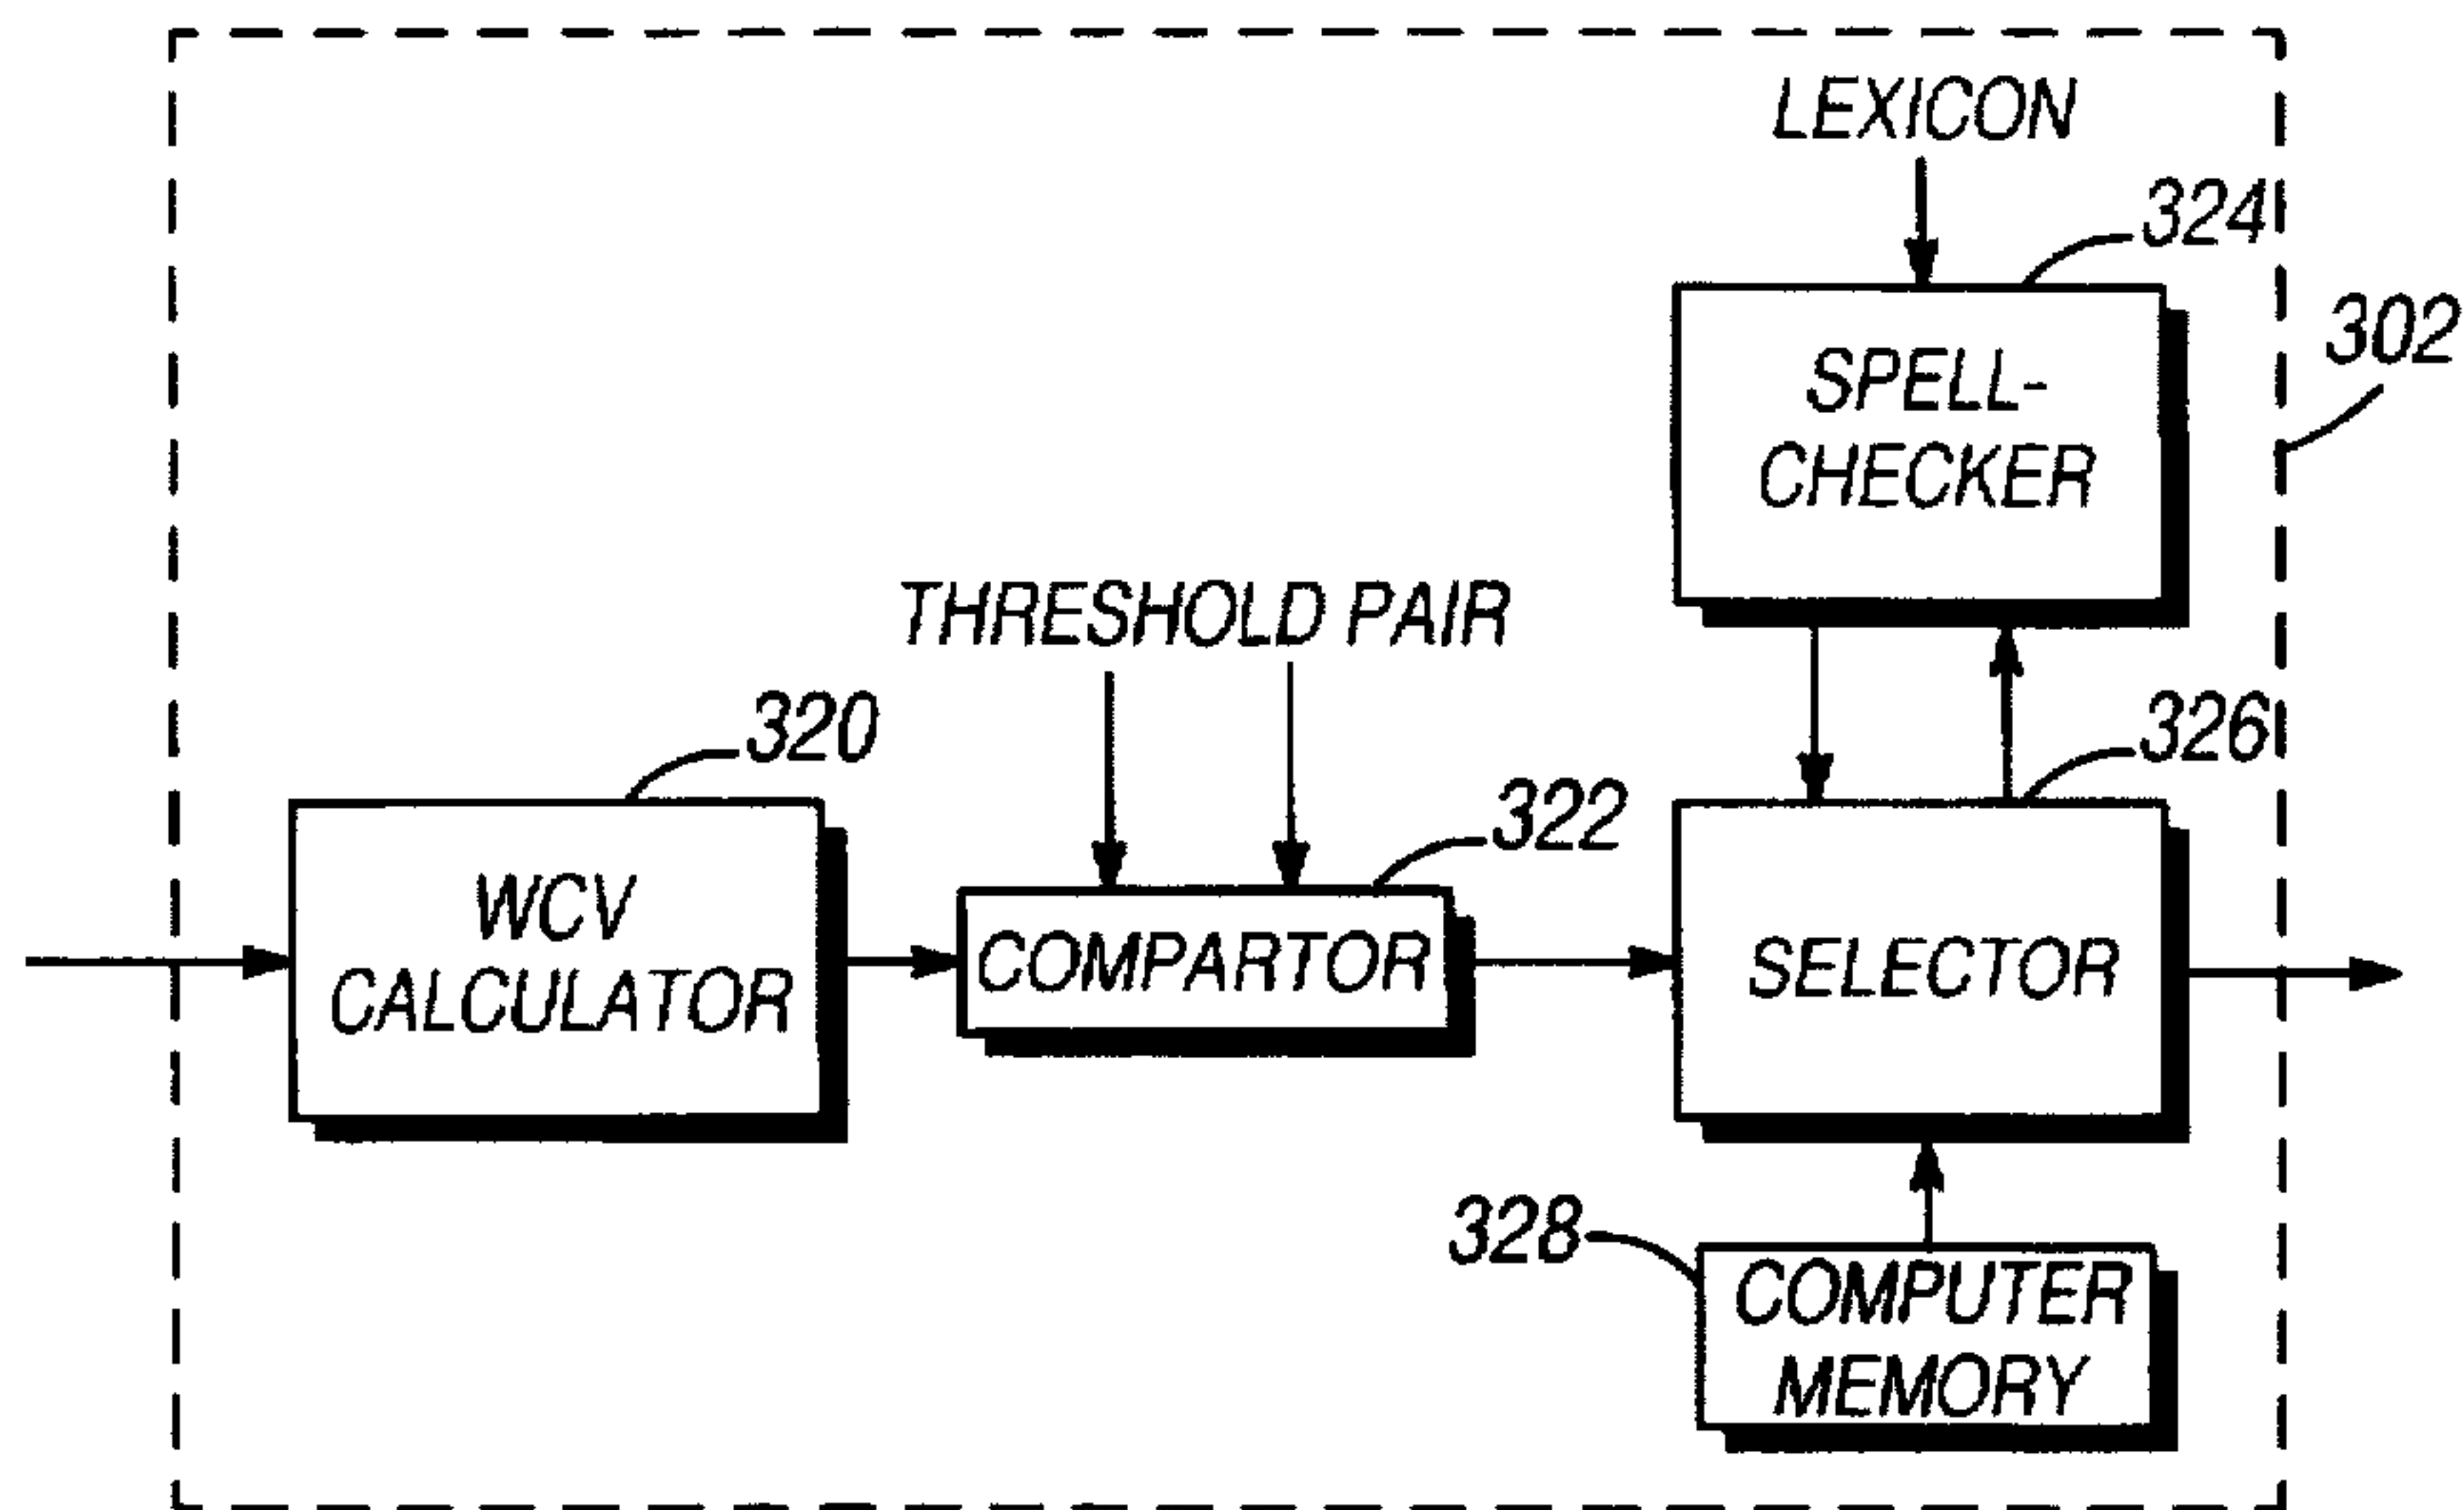 LEXICON
324
302
SPELL-
CHECKER
THRESHOLD PAIR
320
326
322
WCV
CALCULATOR
COMPARTOR
SELECTOR
328
COMPUTER
MEMORY